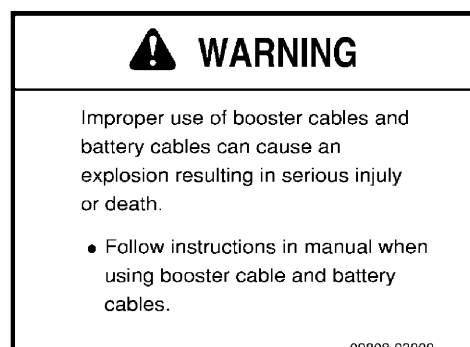 WARNING
Improper use of booster cables and
battery cables can cause an
explosion resulting in serious injuly
or death.
● Follow instructions in manual when
using booster cable and battery
cables.